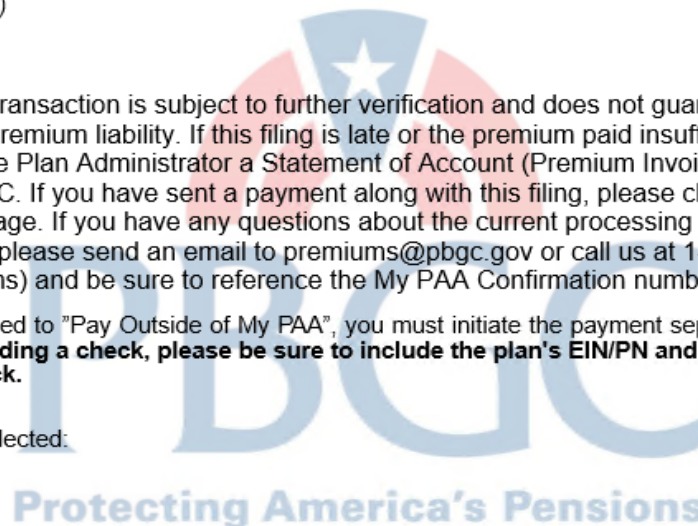 )
ransaction is subject to further verification and does not gua
remium liability. If this filing is late or the premium paid insuf
e Plan Administrator a Statement of Account (Premium Invoi
C. If you have sent a payment along with this filing, please c
age. If you have any questions about the current processing
please send an email to premiums@pbgc.gov or call us at 1
ns) and be sure to reference the My PAA Confirmation numb
ed to ”Pay Outside of My PAA”, you must initiate the payment se
ding a check, please be sure to include the plan's EIN/PN and
ck.
lected:
PBGC
Protecting America's Pensions